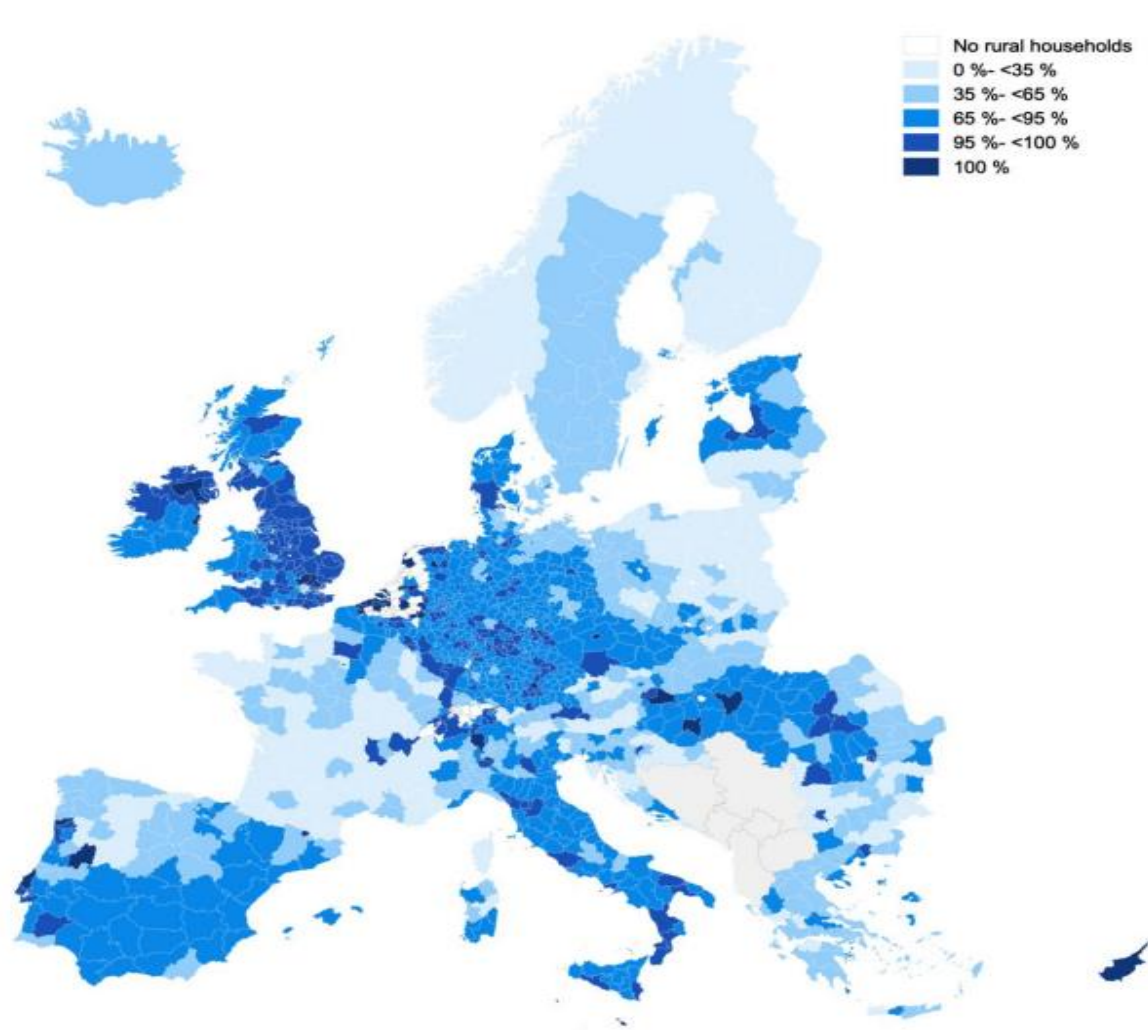 No rural households
0 %- <35 %
35 %- <65 %
65 %- <95 %
95 %- <100 %
100 %